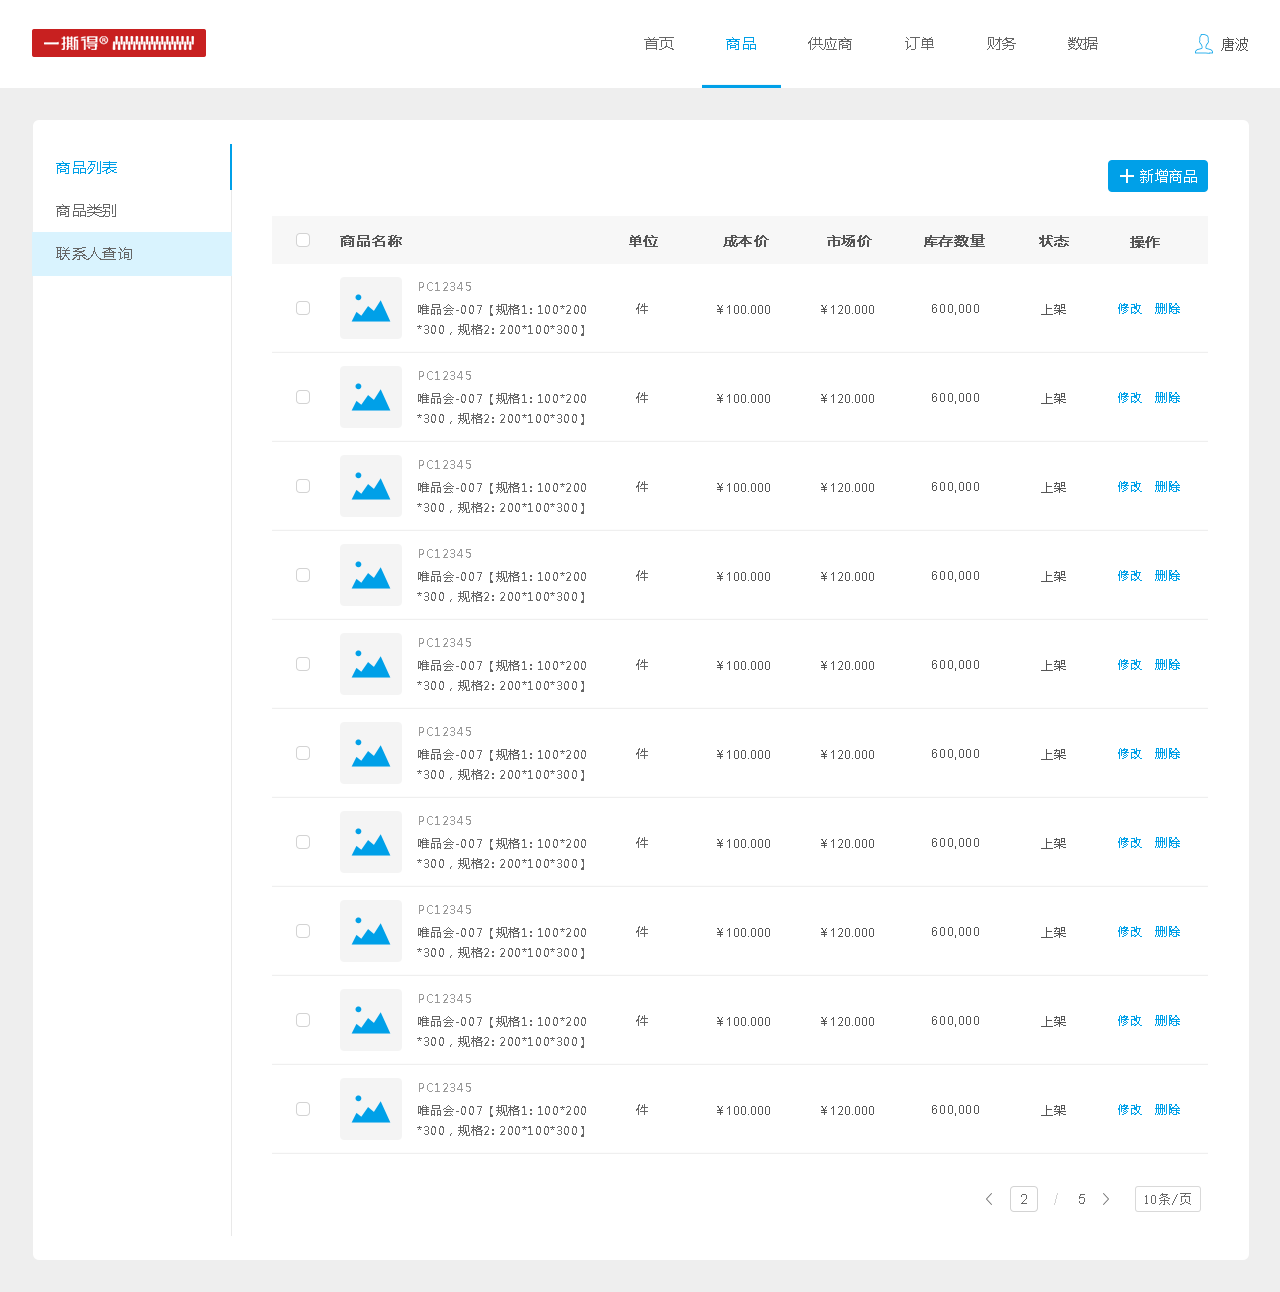 一撕得® 首页 商品 供应商 订单 财务 数据 唐波
商品列表
商品类别
联系人查询
新增商品
商品名称 单位 成本价 市场价 库存数量 状态 操作
PC12345
唯品会-007【规格1：100*200
*300，规格2：200*100*300】
件 ¥100.000 ¥120.000 600,000 上架 修改 删除
PC12345
唯品会-007【规格1：100*200
*300，规格2：200*100*300】
件 ¥100.000 ¥120.000 600,000 上架 修改 删除
PC12345
唯品会-007【规格1：100*200
*300，规格2：200*100*300】
件 ¥100.000 ¥120.000 600,000 上架 修改 删除
PC12345
唯品会-007【规格1：100*200
*300，规格2：200*100*300】
件 ¥100.000 ¥120.000 600,000 上架 修改 删除
PC12345
唯品会-007【规格1：100*200
*300，规格2：200*100*300】
件 ¥100.000 ¥120.000 600,000 上架 修改 删除
PC12345
唯品会-007【规格1：100*200
*300，规格2：200*100*300】
件 ¥100.000 ¥120.000 600,000 上架 修改 删除
PC12345
唯品会-007【规格1：100*200
*300，规格2：200*100*300】
件 ¥100.000 ¥120.000 600,000 上架 修改 删除
PC12345
唯品会-007【规格1：100*200
*300，规格2：200*100*300】
件 ¥100.000 ¥120.000 600,000 上架 修改 删除
PC12345
唯品会-007【规格1：100*200
*300，规格2：200*100*300】
件 ¥100.000 ¥120.000 600,000 上架 修改 删除
PC12345
唯品会-007【规格1：100*200
*300，规格2：200*100*300】
件 ¥100.000 ¥120.000 600,000 上架 修改 删除
2 / 5 10条/页